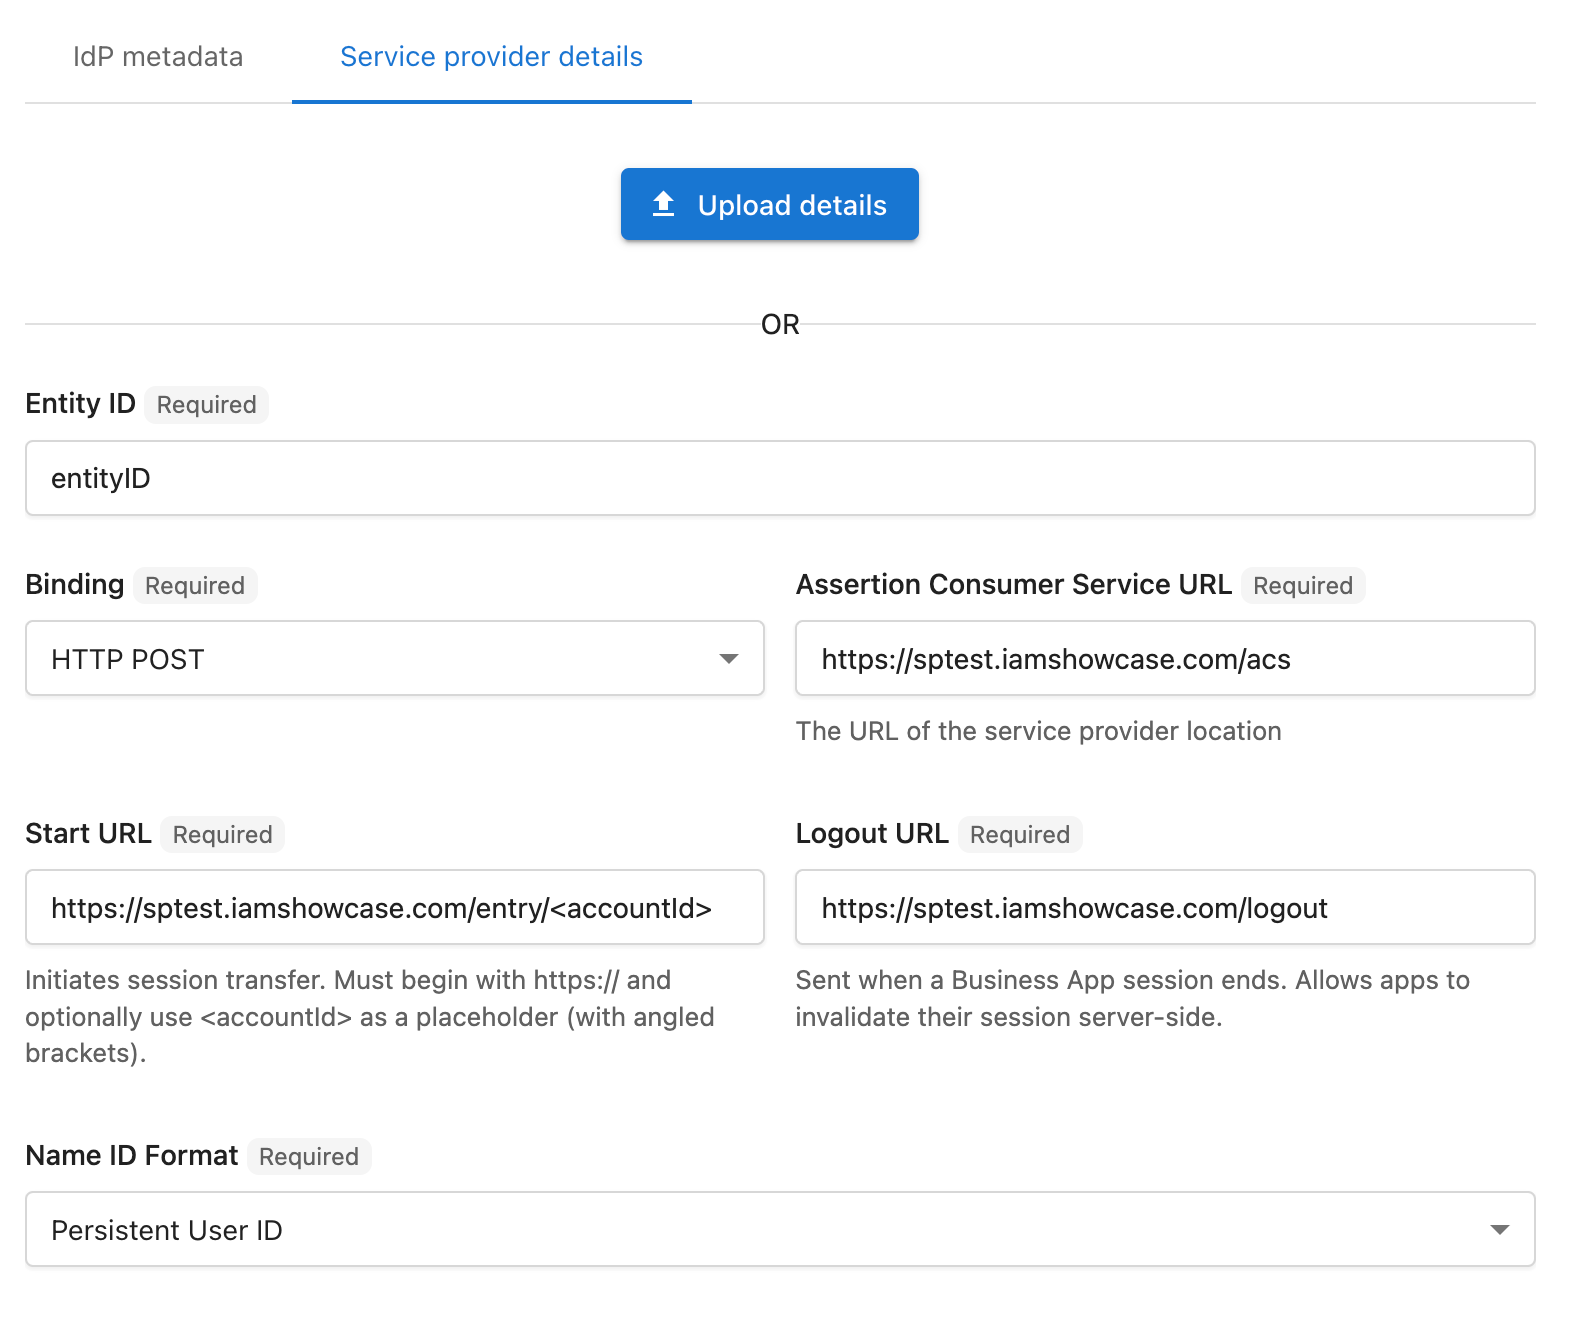 IdP metadata
Service provider details
Upload details
OR
Entity ID Required
entityID
Binding Required
HTTP POST
Assertion Consumer Service URL Required
https://sptest.iamshowcase.com/acs
The URL of the service provider location
Start URL Required
https://sptest.iamshowcase.com/entry/<accountId>
Initiates session transfer. Must begin with https:// and
optionally use <accountId> as a placeholder (with angled
brackets).
Logout URL Required
https://sptest.iamshowcase.com/logout
Sent when a Business App session ends. Allows apps to
invalidate their session server-side.
Name ID Format Required
Persistent User ID